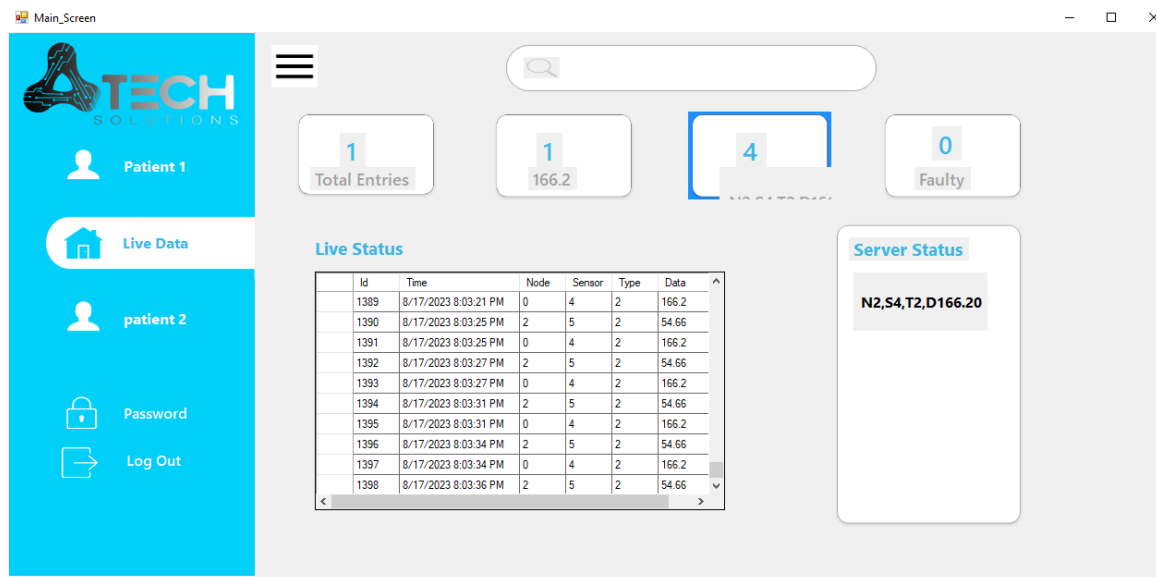 Main_Screen
TECH
SOLUTIONS
Patient 1
Live Data
patient 2
Password
Log Out
1
Total Entries
1
166.2
4
0
Faulty
Live Status
Id Time Node Sensor Type Data
1389 8/17/2023 8:03:21 PM 0 4 2 166.2
1390 8/17/2023 8:03:25 PM 2 5 2 54.66
1391 8/17/2023 8:03:25 PM 0 4 2 166.2
1392 8/17/2023 8:03:27 PM 2 5 2 54.66
1393 8/17/2023 8:03:27 PM 0 4 2 166.2
1394 8/17/2023 8:03:31 PM 2 5 2 54.66
1395 8/17/2023 8:03:31 PM 0 4 2 166.2
1396 8/17/2023 8:03:34 PM 2 5 2 54.66
1397 8/17/2023 8:03:34 PM 0 4 2 166.2
1398 8/17/2023 8:03:36 PM 2 5 2 54.66
Server Status
N2,S4,T2,D166.20